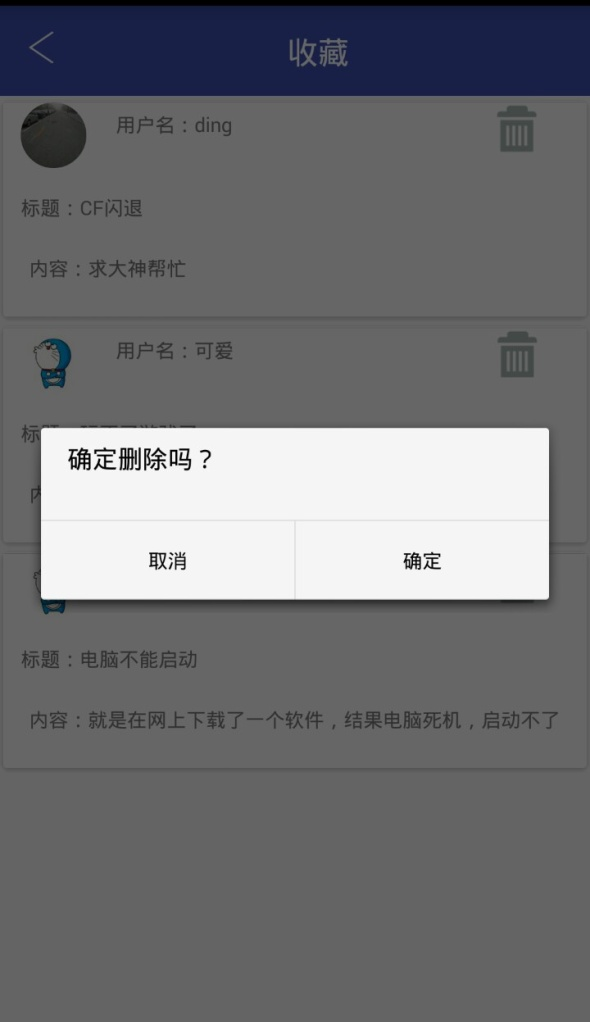 收藏
用户名：ding
标题：CF闪退
内容：求大神帮忙
用户名：可爱
确定删除吗？
取消
确定
标题：电脑不能启动
内容：就是在网上下载了一个软件，结果电脑死机，启动不了